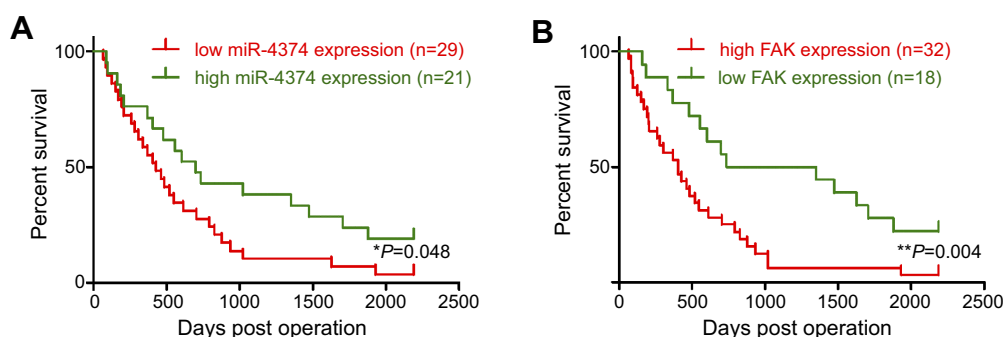 A
low miR-4374 expression (n=29)
high miR-4374 expression (n=21)
Percent survival
100
50
0
*P=0.048
0 500 1000 1500 2000 2500
Days post operation
B
high FAK expression (n=32)
low FAK expression (n=18)
Percent survival
100
50
**P=0.004
0 500 1000 1500 2000 2500
Days post operation